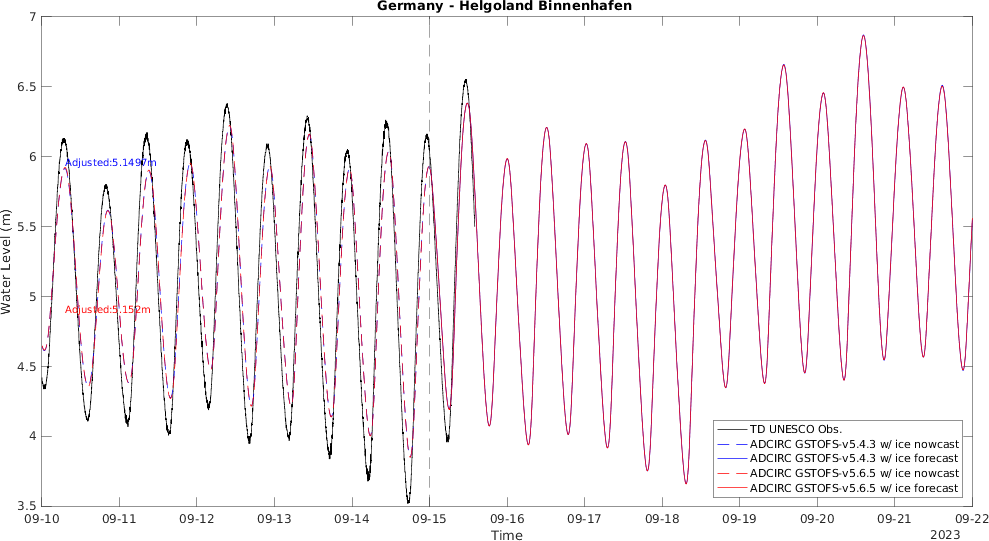 Germany - Helgoland Binnenhafen
Water Level (m)
7
6.5
6
5.5
5
4.5
4
3.5
Adjusted:5.1497m
Adjusted:5.152m
TD UNESCO Obs.
ADCIRC GSTOFS-v5.4.3 w/ ice nowcast
ADCIRC GSTOFS-v5.4.3 w/ ice forecast
ADCIRC GSTOFS-v5.6.5 w/ ice nowcast
ADCIRC GSTOFS-v5.6.5 w/ ice forecast
09-10 09-11 09-12 09-13 09-14 09-15 09-16 09-17 09-18 09-19 09-20 09-21 09-22
Time
2023